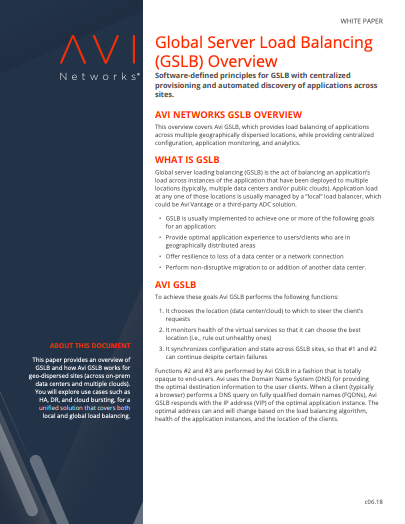 WHITE PAPER
AVI
Networks®
Global Server Load Balancing
(GSLB) Overview
Software-defined principles for GSLB with centralized
provisioning and automated discovery of applications across
sites.
AVI NETWORKS GSLB OVERVIEW
This overview covers Avi GSLB, which provides load balancing of applications
across multiple geographically dispersed locations, while providing centralized
configuration, application monitoring, and analytics.
WHAT IS GSLB
Global server loading balancing (GSLB) is the act of balancing an application's
load across instances of the application that have been deployed to multiple
locations (typically, multiple data centers and/or public clouds). Application load
at any one of those locations is usually managed by a "local" load balancer, which
could be Avi Vantage or a third-party ADC solution.
• GSLB is usually implemented to achieve one or more of the following goals
for an application:
• Provide optimal application experience to users/clients who are in
geographically distributed areas
• Offer resilience to loss of a data center or a network connection
• Perform non-disruptive migration to or addition of another data center.
AVI GSLB
To achieve these goals Avi GSLB performs the following functions:
1. It chooses the location (data center/cloud) to which to steer the client's
requests
2. It monitors health of the virtual services so that it can choose the best
location (i.e., rule out unhealthy ones)
3. It synchronizes configuration and state across GSLB sites, so that #1 and #2
can continue despite certain failures
Functions #2 and #3 are performed by Avi GSLB in a fashion that is totally
opaque to end-users. Avi uses the Domain Name System (DNS) for providing
the optimal destination information to the user clients. When a client (typically
a browser) performs a DNS query on fully qualified domain names (FQDNs), Avi
GSLB responds with the IP address (VIP) of the optimal application instance. The
optimal address can and will change based on the load balancing algorithm,
health of the application instances, and the location of the clients.
ABOUT THIS DOCUMENT
This paper provides an overview of
GSLB and how Avi GSLB works for
geo-dispersed sites (across on-prem
data centers and multiple clouds).
You will explore use cases such as
HA, DR, and cloud bursting, for a
unified solution that covers both
local and global load balancing.
c06.18